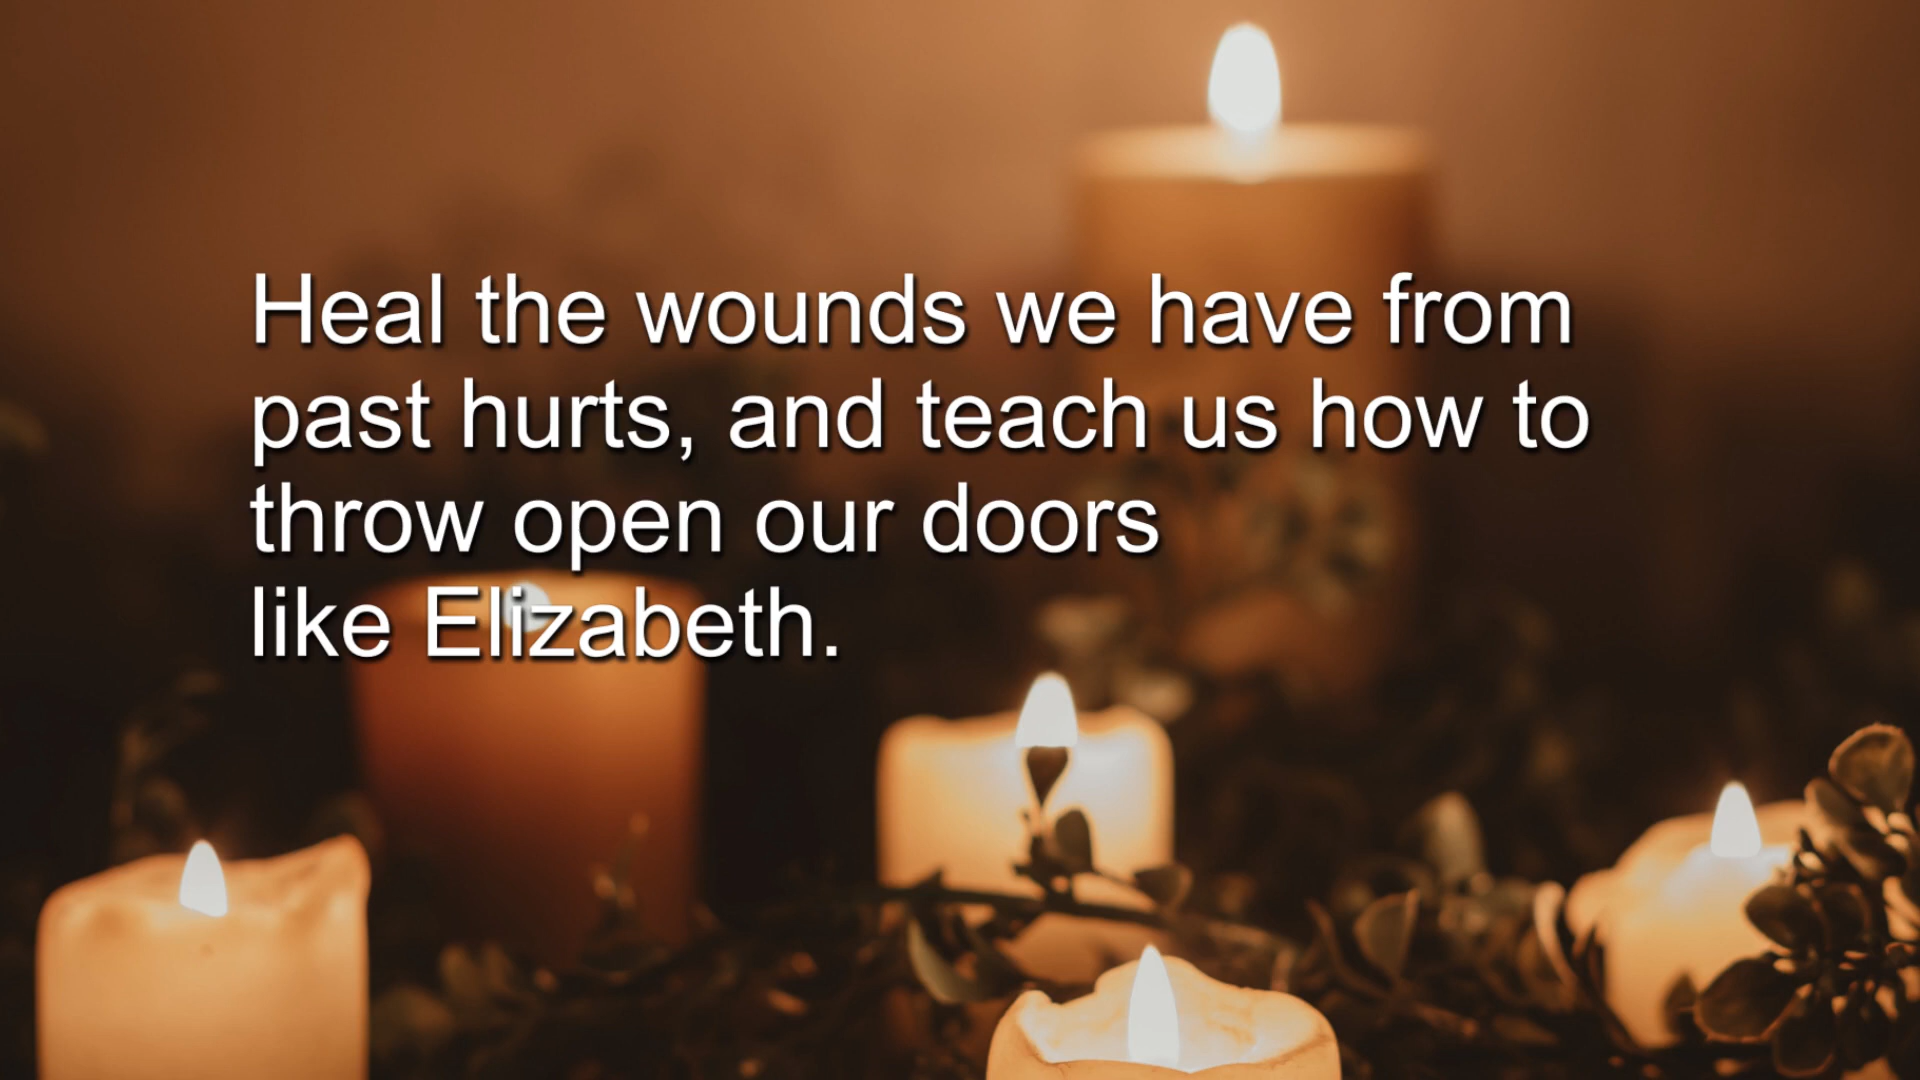 Heal the wounds we have from
past hurts, and teach us how to
throw open our doors
like Elizabeth.